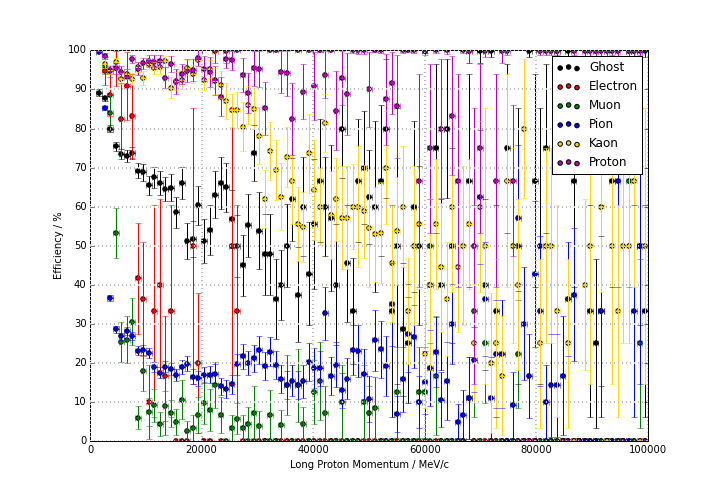 100
90
80
70
60
50
40
30
20
10
0
Efficiency / %
Ghost
Electron
Muon
Pion
Kaon
Proton
0
20000
40000
60000
80000
100000
Long Proton Momentum / MeV/c